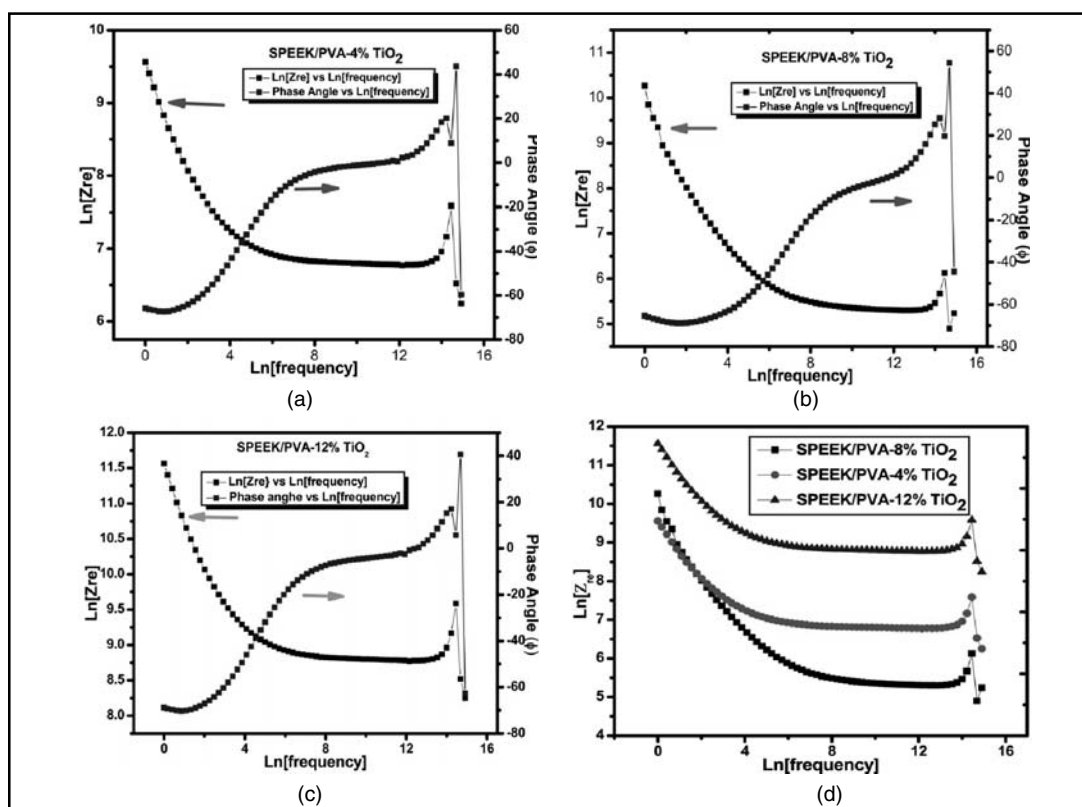 SPEEK/PVA-4% TiO2
Ln[Zre] vs Ln[frequency]
Phase Angle vs Ln[frequency]
10
9
8
7
6
Ln[Zre]
60
40
20
0
-20
-40
-60
-80
Phase Angle (ϕ)
0 4 8 12 16
Ln[frequency]
(a)
SPEEK/PVA-8% TiO2
Ln[Zre] vs Ln[frequency]
Phase Angle vs Ln[frequency]
11
10
9
8
7
6
5
Ln[Zre]
60
40
20
0
-20
-40
-60
-80
Phase Angle (ϕ)
0 2 4 6 8 10 12 14 16
Ln[frequency]
(b)
SPEEK/PVA-12% TiO2
Ln[Zre} vs Ln[frequency]
Phase anghe vs Ln[frequency]
12.0
11.5
11.0
10.5
10.0
9.5
9.0
8.5
8.0
Ln[Zre]
40
20
0
-20
-40
-60
-80
Phase Angle (ϕ)
0 4 8 12 16
Ln[frequency]
(c)
SPEEK/PVA-8% TiO2
SPEEK/PVA-4% TiO2
SPEEK/PVA-12% TiO2
12
11
10
9
8
7
6
5
4
Ln[Zre]
0 4 8 12 16
Ln[frequency]
(d)